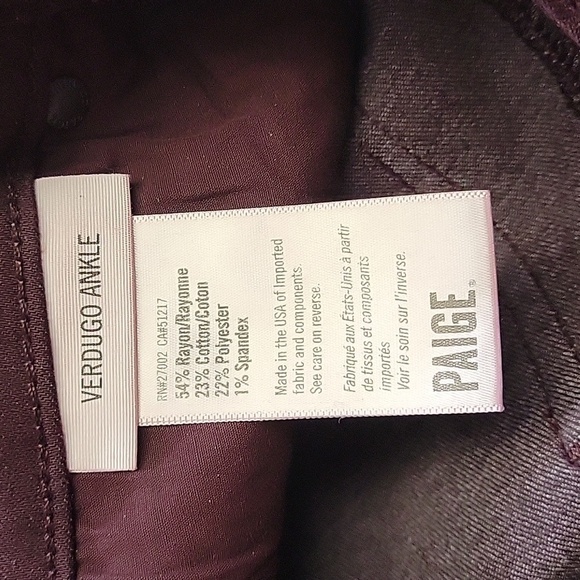 VERDUGO ANKLE
RN#27002 CA#51217
54% Rayon/Rayonne
23% Cotton/Coton
22% Polyester
1% Spandex
Made in the USA of Imported
fabric and components.
See care on reverse.
Fabriqué aux États-Unis à partir
de tissus et composants
importés
Voir le soin sur l'inverse.
PAIGE®